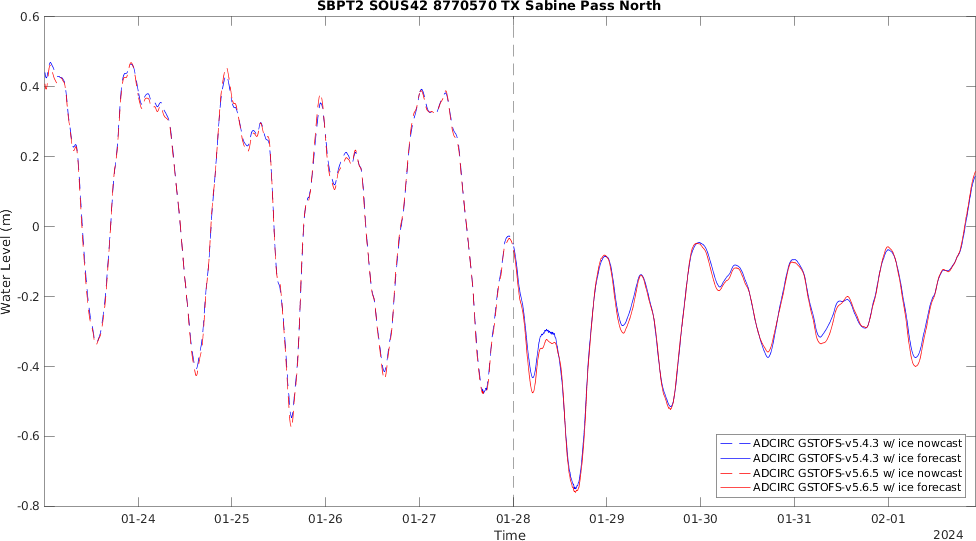 SBPT2 SOUS42 8770570 TX Sabine Pass North
0.6
0.4
0.2
0
-0.2
-0.4
-0.6
-0.8
Water Level (m)
ADCIRC GSTOFS-v5.4.3 w/ ice nowcast
ADCIRC GSTOFS-v5.4.3 w/ ice forecast
ADCIRC GSTOFS-v5.6.5 w/ ice nowcast
ADCIRC GSTOFS-v5.6.5 w/ ice forecast
01-24 01-25 01-26 01-27 01-28 01-29 01-30 01-31 02-01
Time
2024